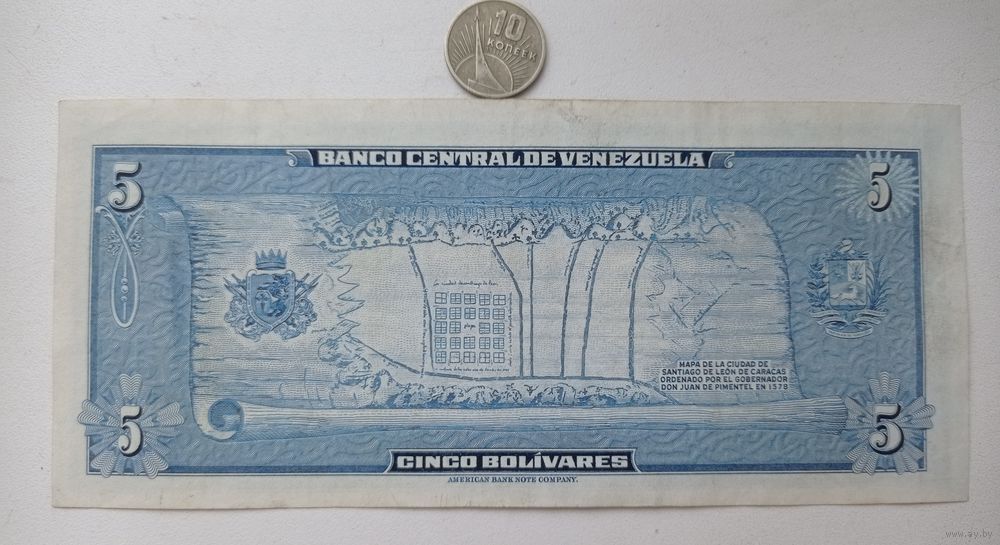 10
КОПЕЕК
BANCO CENTRAL DE VENEZUELA
5
5
plaza
MAPA DE LA CIUDAD DE
SANTIAGO DE LEÓN DE CARACAS
ORDENADO POR EL GOBERNADOR
DON JUAN DE PIMENTEL EN 1578
5
5
CINCO BOLÍVARES
AMERICAN BANK NOTE COMPANY.
www.ay.by